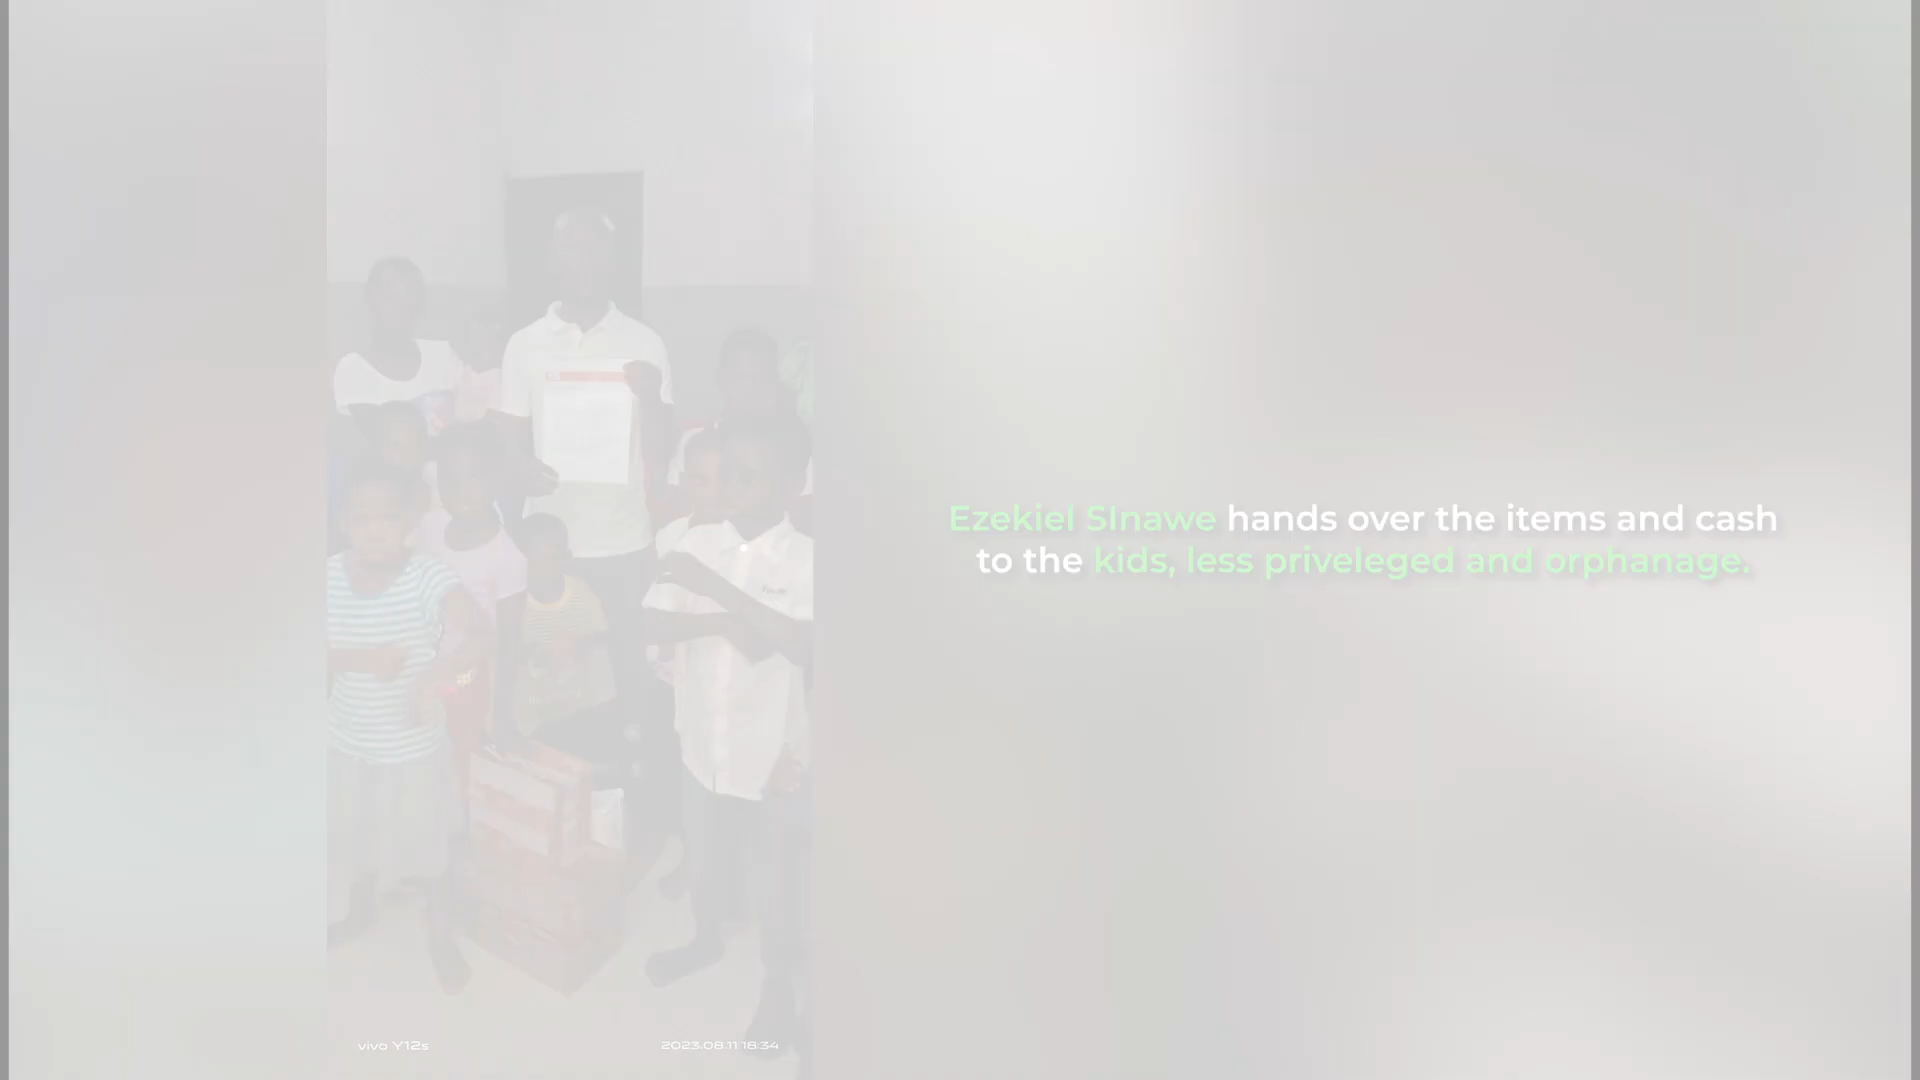 Ezekiel SInawe hands over the items and cash
to the kids, less priveleged and orphanage.
vivo Y12s
2023.08.11 18:34